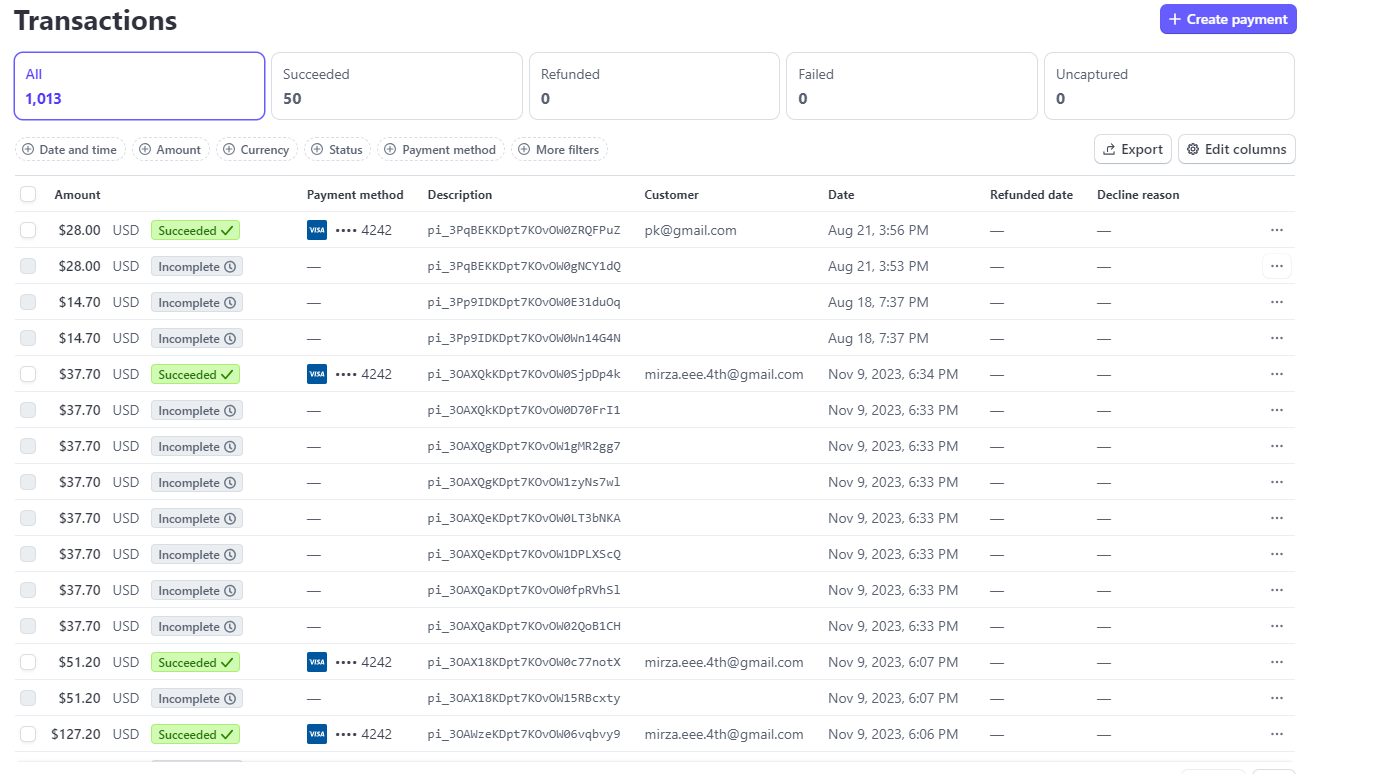 Transactions
+ Create payment
All
1,013
Succeeded
50
Refunded
0
Failed
0
Uncaptured
0
Date and time Amount Currency Status Payment method More filters Export Edit columns
Amount Payment method Description Customer Date Refunded date Decline reason
$28.00 USD Succeeded VISA •••• 4242 pi_3PqBEKKDpt7KOvOW0ZRQFPuZ pk@gmail.com Aug 21, 3:56 PM — —
$28.00 USD Incomplete — pi_3PqBEKKDpt7KOvOW0gNCY1dQ Aug 21, 3:53 PM — —
$14.70 USD Incomplete — pi_3Pp9IDKDpt7KOvOW0E31duOq Aug 18, 7:37 PM — —
$14.70 USD Incomplete — pi_3Pp9IDKDpt7KOvOW0Wn14G4N Aug 18, 7:37 PM — —
$37.70 USD Succeeded VISA •••• 4242 pi_3OAXQkKDpt7KOvOW0SjpDp4k mirza.eee.4th@gmail.com Nov 9, 2023, 6:34 PM — —
$37.70 USD Incomplete — pi_3OAXQkKDpt7KOvOW0D70FrI1 Nov 9, 2023, 6:33 PM — —
$37.70 USD Incomplete — pi_3OAXQgKDpt7KOvOW1gMR2gg7 Nov 9, 2023, 6:33 PM — —
$37.70 USD Incomplete — pi_3OAXQgKDpt7KOvOW1zyNs7wl Nov 9, 2023, 6:33 PM — —
$37.70 USD Incomplete — pi_3OAXQeKDpt7KOvOW0LT3bNKA Nov 9, 2023, 6:33 PM — —
$37.70 USD Incomplete — pi_3OAXQeKDpt7KOvOW1DPLXScQ Nov 9, 2023, 6:33 PM — —
$37.70 USD Incomplete — pi_3OAXQaKDpt7KOvOW0fpRVhSl Nov 9, 2023, 6:33 PM — —
$37.70 USD Incomplete — pi_3OAXQaKDpt7KOvOW02QoB1CH Nov 9, 2023, 6:33 PM — —
$51.20 USD Succeeded VISA •••• 4242 pi_3OAX18KDpt7KOvOW0c77notX mirza.eee.4th@gmail.com Nov 9, 2023, 6:07 PM — —
$51.20 USD Incomplete — pi_3OAX18KDpt7KOvOW15RBcxty Nov 9, 2023, 6:07 PM — —
$127.20 USD Succeeded VISA •••• 4242 pi_3OAWzeKDpt7KOvOW06vqbvy9 mirza.eee.4th@gmail.com Nov 9, 2023, 6:06 PM — —